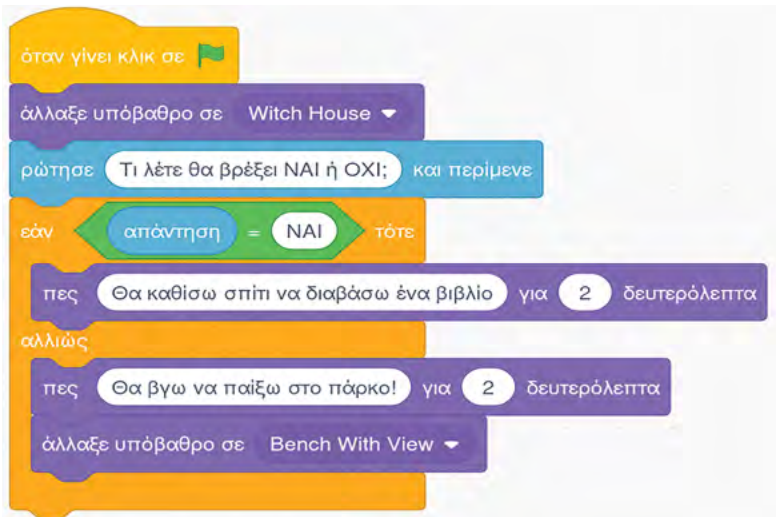 όταν γίνει κλικ σε
άλλαξε υπόβαθρο σε Witch House
ρώτησε Τι λέτε θα βρέξει ΝΑΙ ή ΟΧΙ; και περίμενε
εάν απάντηση = ΝΑΙ τότε
πες Θα καθίσω σπίτι να διαβάσω ένα βιβλίο για 2 δευτερόλεπτα
αλλιώς
πες Θα βγω να παίξω στο πάρκο! για 2 δευτερόλεπτα
άλλαξε υπόβαθρο σε Bench With View